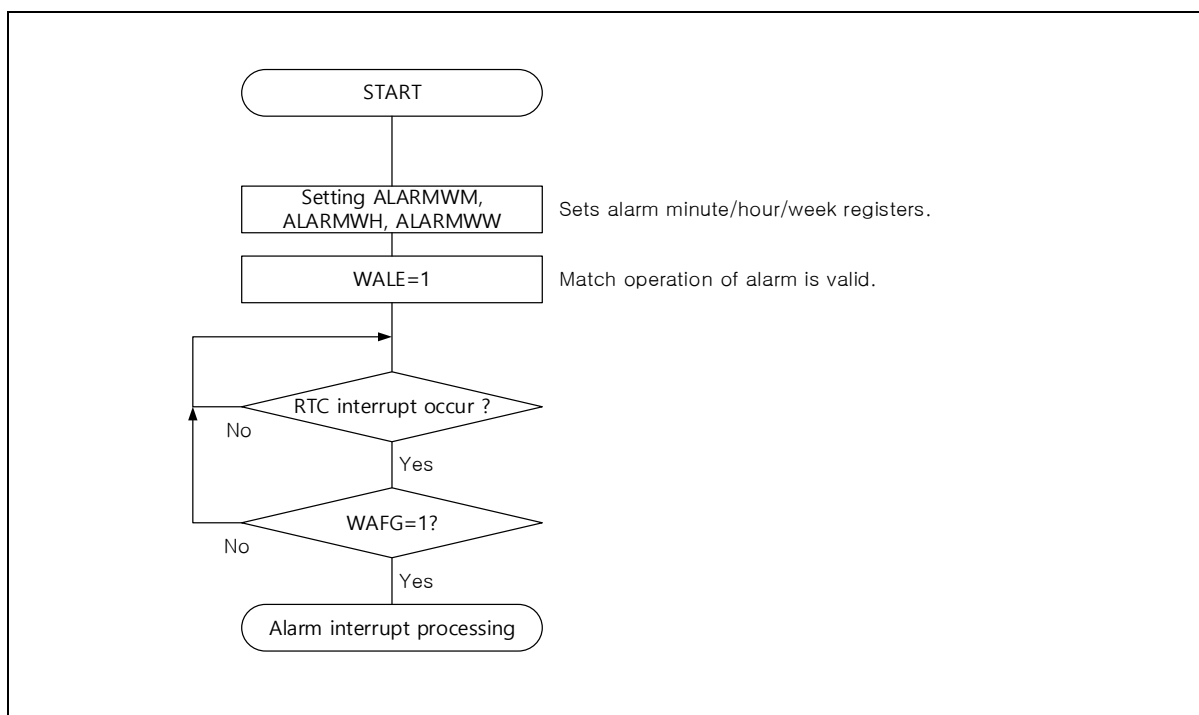 START
Setting ALARMWM,
ALARMWH, ALARMWW
Sets alarm minute/hour/week registers.
WALE=1
Match operation of alarm is valid.
RTC interrupt occur ?
No
Yes
WAFG=1?
No
Yes
Alarm interrupt processing